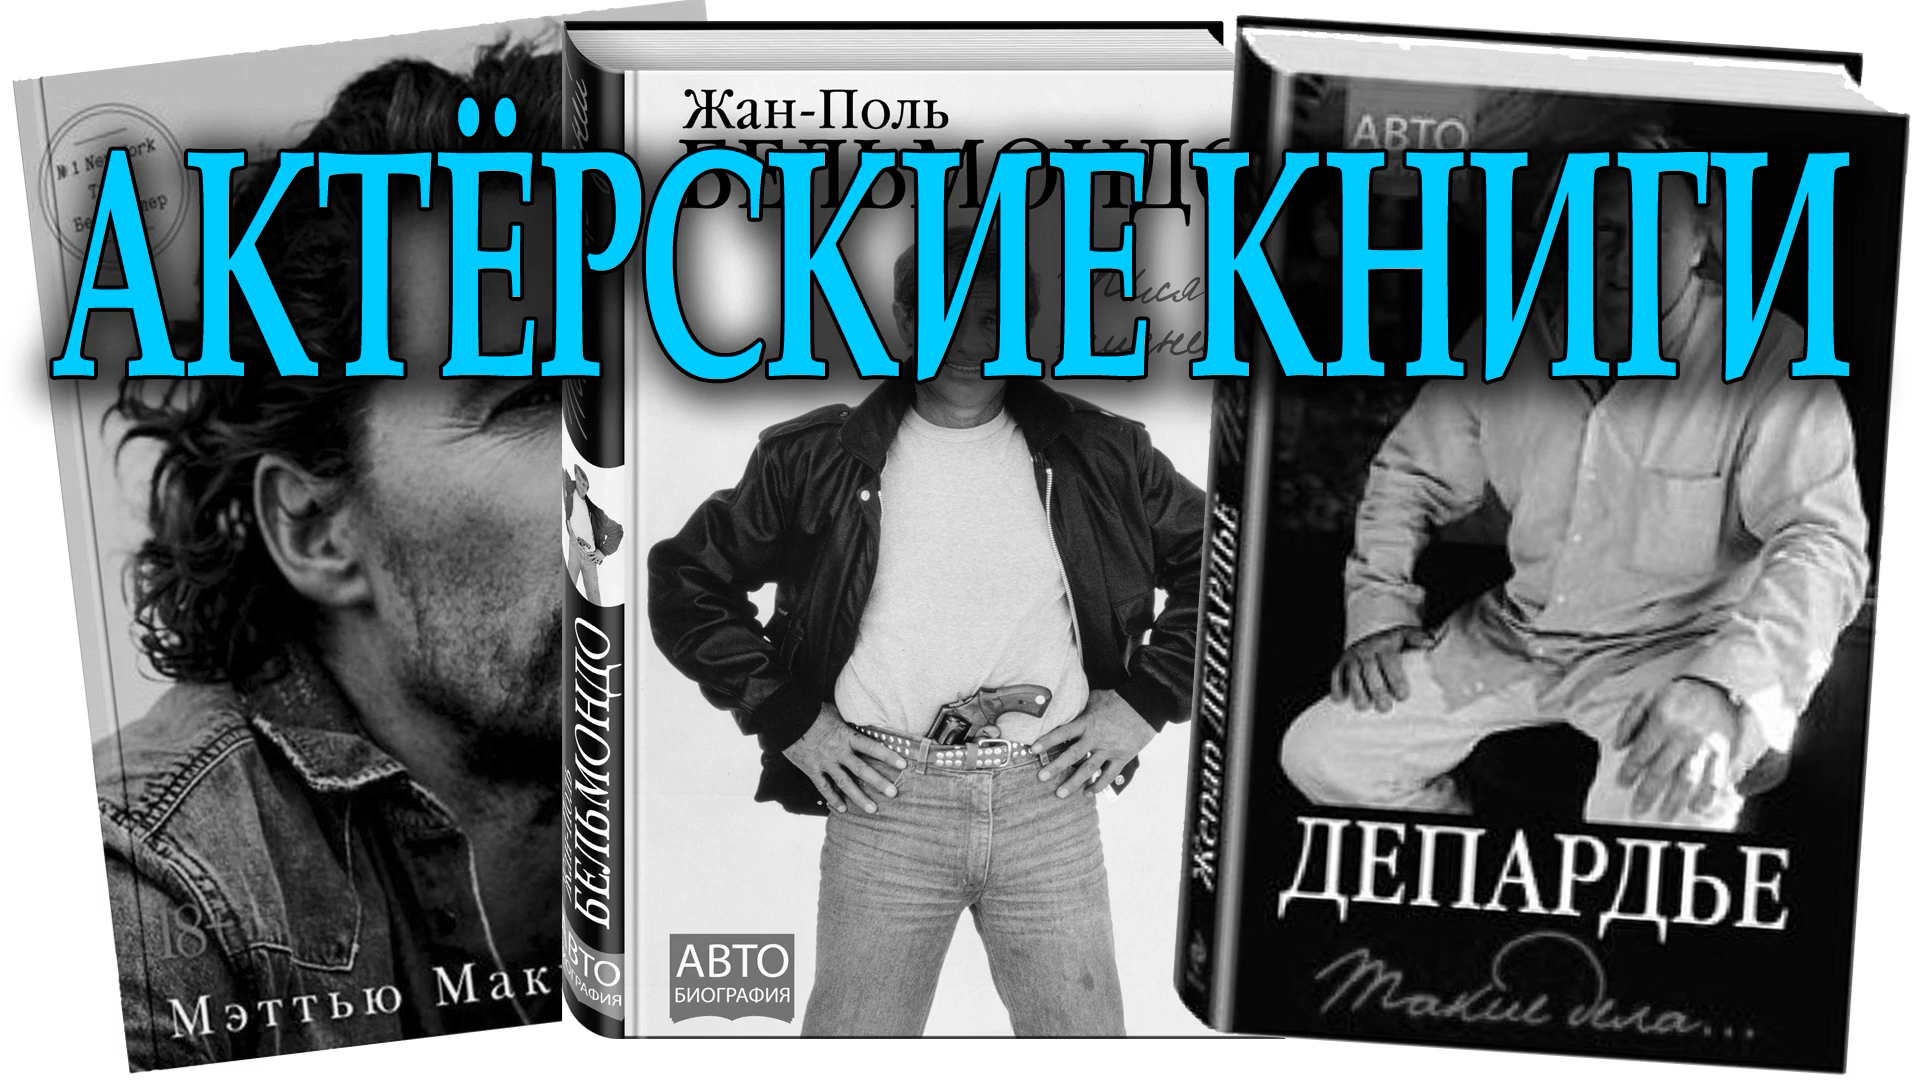 АКТЁРСКИЕ КНИГИ
№1 New York
18+
Мэттью Мак
Жан-Поль
БЕЛЬМОНДО
АВТО
БИОГРАФИЯ
Жан-Поль
БЕЛЬМОНДО
АВТО
БИОГРАФИЯ
АВТО
Жерар ДЕПАРДЬЕ
ДЕПАРДЬЕ
Такие дела...